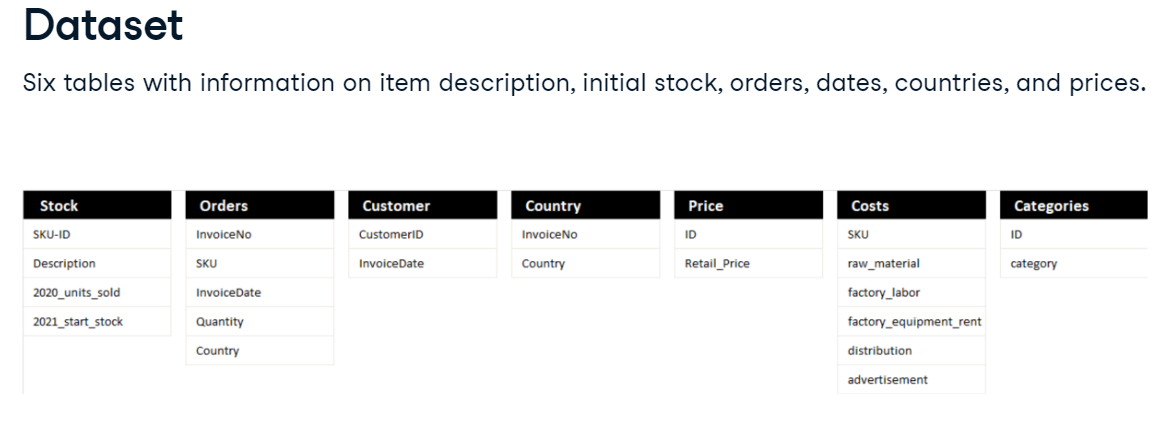 Dataset
Six tables with information on item description, initial stock, orders, dates, countries, and prices.
Stock
SKU-ID
Description
2020_units_sold
2021_start_stock
Orders
InvoiceNo
SKU
InvoiceDate
Quantity
Country
Customer
CustomerID
InvoiceDate
Country
InvoiceNo
Country
Price
ID
Retail_Price
Costs
SKU
raw_material
factory_labor
factory_equipment_rent
distribution
advertisement
Categories
ID
category